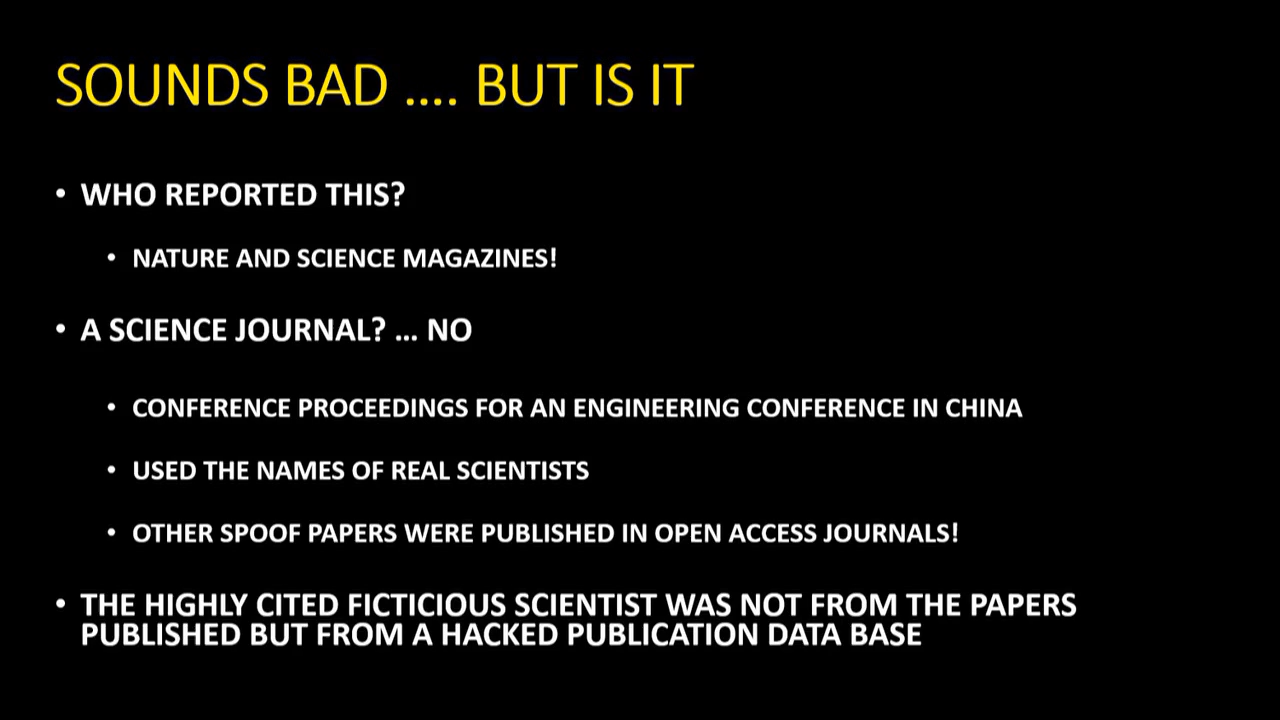 SOUNDS BAD .... BUT IS IT
• WHO REPORTED THIS?
• NATURE AND SCIENCE MAGAZINES!
• A SCIENCE JOURNAL? ... NO
• CONFERENCE PROCEEDINGS FOR AN ENGINEERING CONFERENCE IN CHINA
• USED THE NAMES OF REAL SCIENTISTS
• OTHER SPOOF PAPERS WERE PUBLISHED IN OPEN ACCESS JOURNALS!
• THE HIGHLY CITED FICTICIOUS SCIENTIST WAS NOT FROM THE PAPERS
PUBLISHED BUT FROM A HACKED PUBLICATION DATA BASE